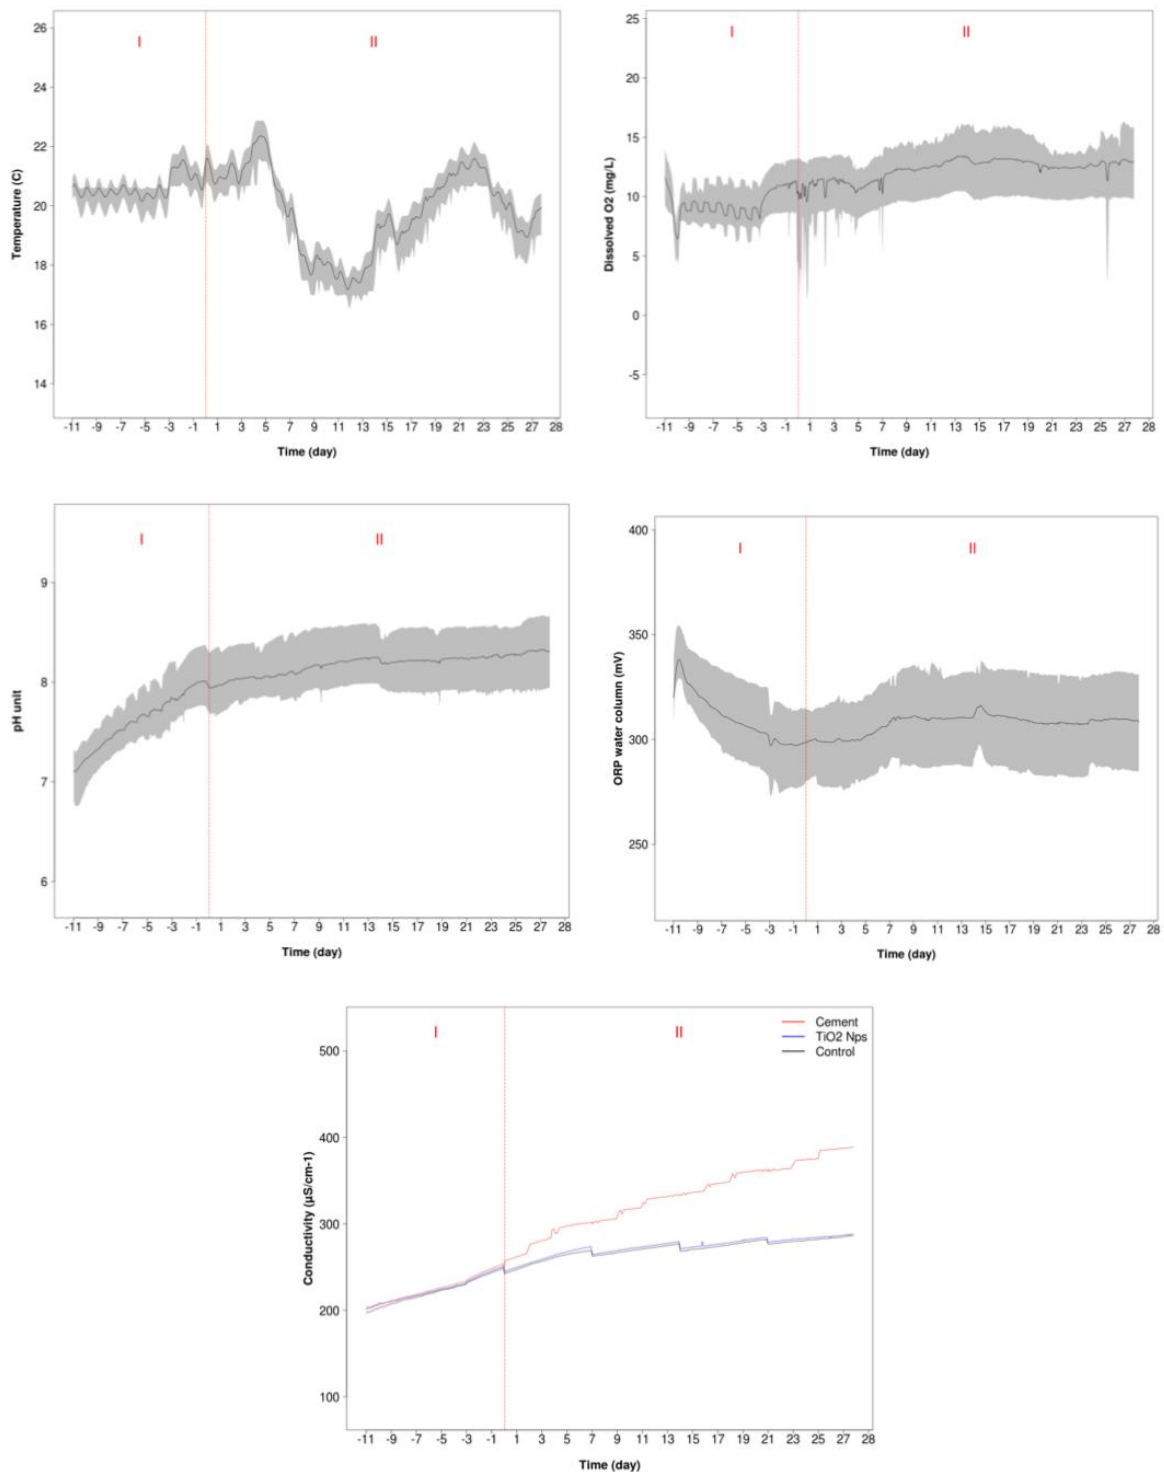 I II
Temperature (C)
26
24
22
20
18
16
14
-11 -9 -7 -5 -3 -1 1 3 5 7 9 11 13 15 17 19 21 23 25 27 28
Time (day)
I II
Dissolved O2 (mg/L)
25
20
15
10
5
0
-5
-11 -9 -7 -5 -3 -1 1 3 5 7 9 11 13 15 17 19 21 23 25 27 28
Time (day)
I II
pH unit
9
8
7
6
-11 -9 -7 -5 -3 -1 1 3 5 7 9 11 13 15 17 19 21 23 25 27 28
Time (day)
I II
ORP water column (mV)
400
350
300
250
-11 -9 -7 -5 -3 -1 1 3 5 7 9 11 13 15 17 19 21 23 25 27 28
Time (day)
I II
Cement
TiO2 Nps
Control
Conductivity (µS/cm-1)
500
400
300
200
100
-11 -9 -7 -5 -3 -1 1 3 5 7 9 11 13 15 17 19 21 23 25 27 28
Time (day)